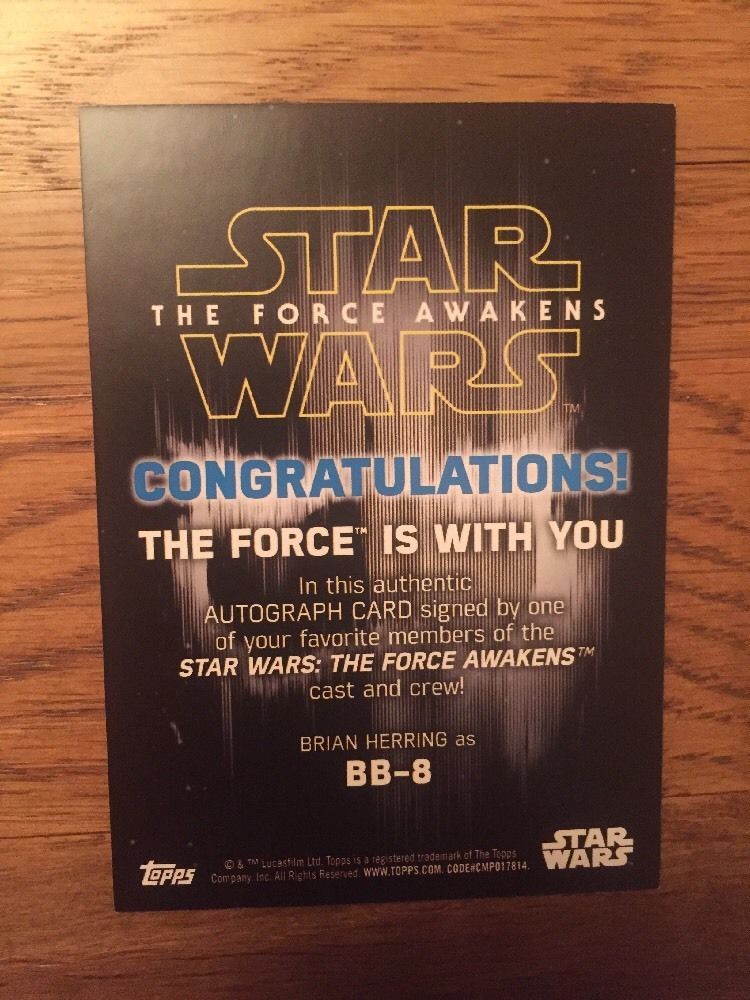 STAR
THE FORCE AWAKENS
WARS™
CONGRATULATIONS!
THE FORCE™ IS WITH YOU
In this authentic
AUTOGRAPH CARD signed by one
of your favorite members of the
STAR WARS: THE FORCE AWAKENS™
cast and crew!
BRIAN HERRING as
BB-8
Topps
© & ™ Lucasfilm Ltd. Topps is a registered trademark of The Topps
Company, Inc. All Rights Reserved. WWW.TOPPS.COM. CODE#CMP017814.
STAR
WARS